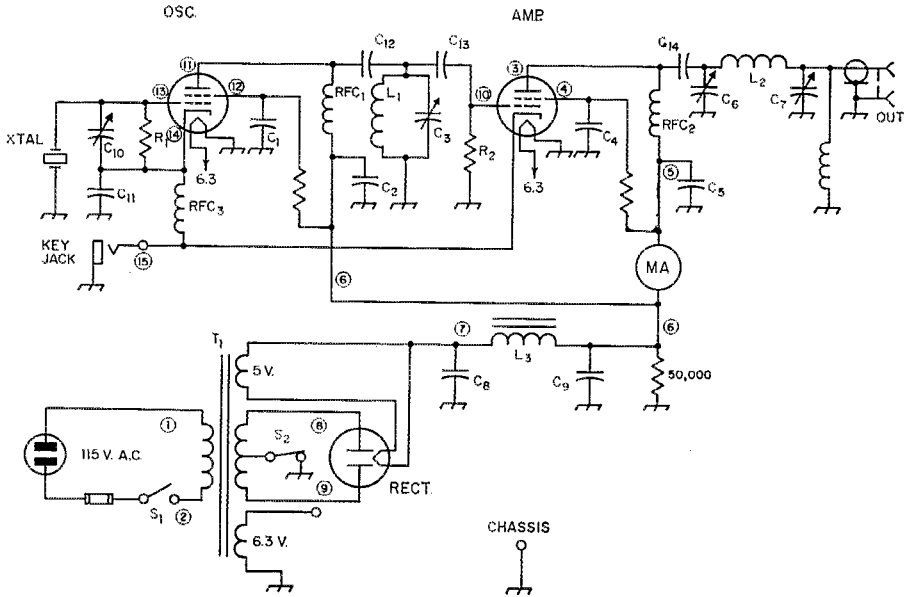 OSC.
AMP.
C12
C13
C14
11
12
13
14
3
4
10
RFC1
L1
C3
RFC2
L2
C6
C7
OUT
XTAL
C10
R1
C1
R2
C4
6.3
6.3
C11
RFC3
C2
5
C5
KEY
JACK
15
MA
6
6
7
T1
5 V.
L3
C8
C9
50,000
1
8
S2
115 V. A.C.
9
RECT.
S1
2
6.3 V.
CHASSIS